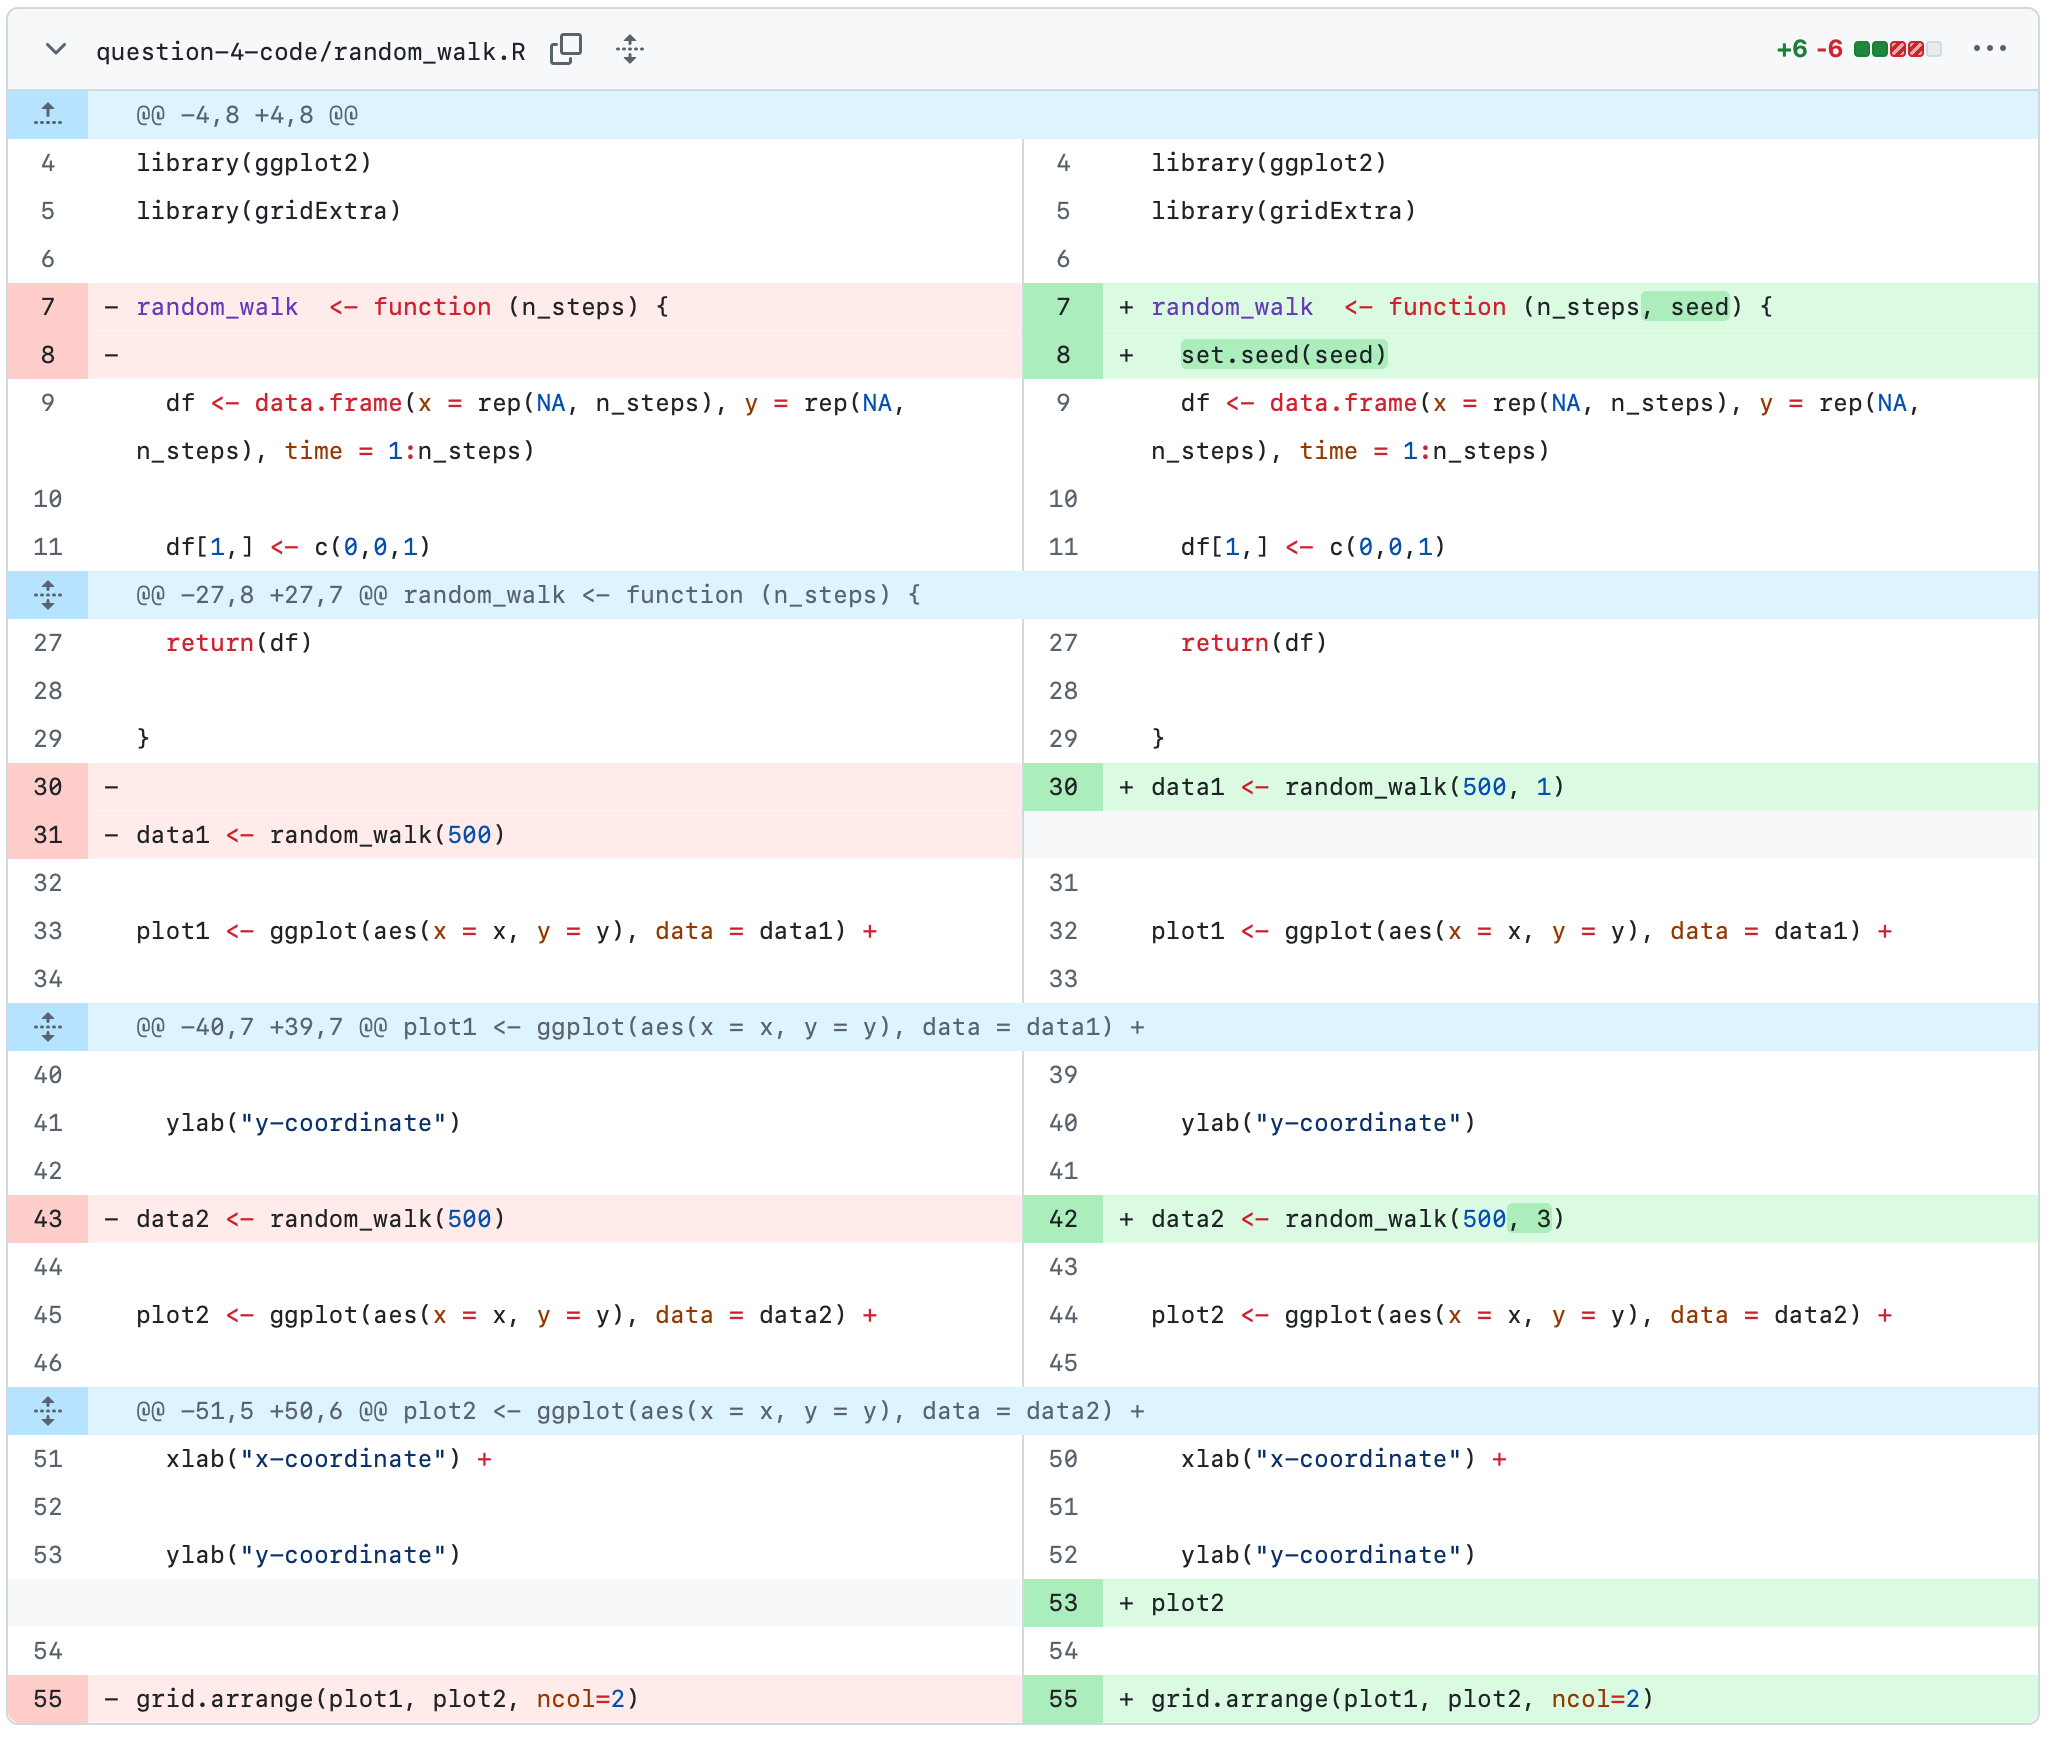 question-4-code/random_walk.R +6 -6
@@ -4,8 +4,8 @@
4 library(ggplot2) 4 library(ggplot2)
5 library(gridExtra) 5 library(gridExtra)
6 6
7 - random_walk  <- function (n_steps) { 7 + random_walk  <- function (n_steps, seed) {
8 - 8 +   set.seed(seed)
9   df <- data.frame(x = rep(NA, n_steps), y = rep(NA, 9   df <- data.frame(x = rep(NA, n_steps), y = rep(NA,
n_steps), time = 1:n_steps) n_steps), time = 1:n_steps)
10 10
11   df[1,] <- c(0,0,1) 11   df[1,] <- c(0,0,1)
@@ -27,8 +27,7 @@ random_walk <- function (n_steps) {
27   return(df) 27   return(df)
28 28
29 } 29 }
30 - 30 + data1 <- random_walk(500, 1)
31 - data1 <- random_walk(500)
32 31
33 plot1 <- ggplot(aes(x = x, y = y), data = data1) + 32 plot1 <- ggplot(aes(x = x, y = y), data = data1) +
34 33
@@ -40,7 +39,7 @@ plot1 <- ggplot(aes(x = x, y = y), data = data1) +
40 39
41   ylab("y-coordinate") 40   ylab("y-coordinate")
42 41
43 - data2 <- random_walk(500) 42 + data2 <- random_walk(500, 3)
44 43
45 plot2 <- ggplot(aes(x = x, y = y), data = data2) + 44 plot2 <- ggplot(aes(x = x, y = y), data = data2) +
46 45
@@ -51,5 +50,6 @@ plot2 <- ggplot(aes(x = x, y = y), data = data2) +
51   xlab("x-coordinate") + 50   xlab("x-coordinate") +
52 51
53   ylab("y-coordinate") 52   ylab("y-coordinate")
53 + plot2
54 54
55 - grid.arrange(plot1, plot2, ncol=2) 55 + grid.arrange(plot1, plot2, ncol=2)